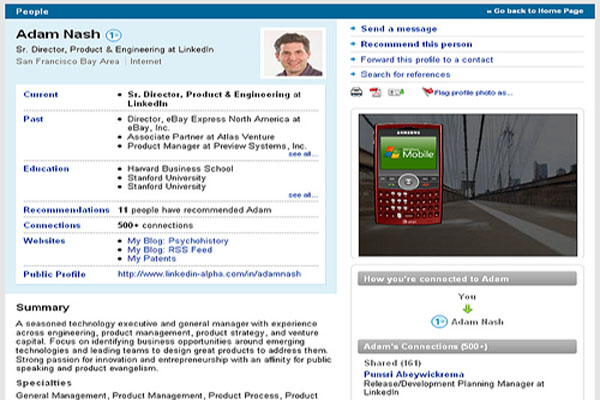 People
« Go back to Home Page
Adam Nash 1st
Sr. Director, Product & Engineering at LinkedIn
San Francisco Bay Area | Internet
Current
• Sr. Director, Product & Engineering at
LinkedIn
Past
• Director, eBay Express North America at
eBay, Inc.
• Associate Partner at Atlas Venture
• Product Manager at Preview Systems, Inc.
see all...
Education
• Harvard Business School
• Stanford University
• Stanford University
see all...
Recommendations 11 people have recommended Adam
Connections 500+ connections
Websites
• My Blog: Psychohistory
• My Blog: RSS Feed
• My Patents
Public Profile http://www.linkedin-alpha.com/in/adamnash
Summary
A seasoned technology executive and general manager with experience
across engineering, product management, product strategy, and venture
capital. Focus on identifying business opportunities around emerging
technologies and leading teams to design great products to address them.
Strong passion for innovation and entrepreneurship with an affinity for public
speaking and product evangelism.
Specialties
General Management, Product Management, Product Process, Product
Send a message
Recommend this person
Forward this profile to a contact
Search for references
Flag profile photo as...
SAMSUNG
Windows
Mobile
at&t
How you're connected to Adam
You
1st Adam Nash
Adam's Connections (500+)
Shared (161)
Punsri Abeywickrema
Release/Development Planning Manager at
LinkedIn